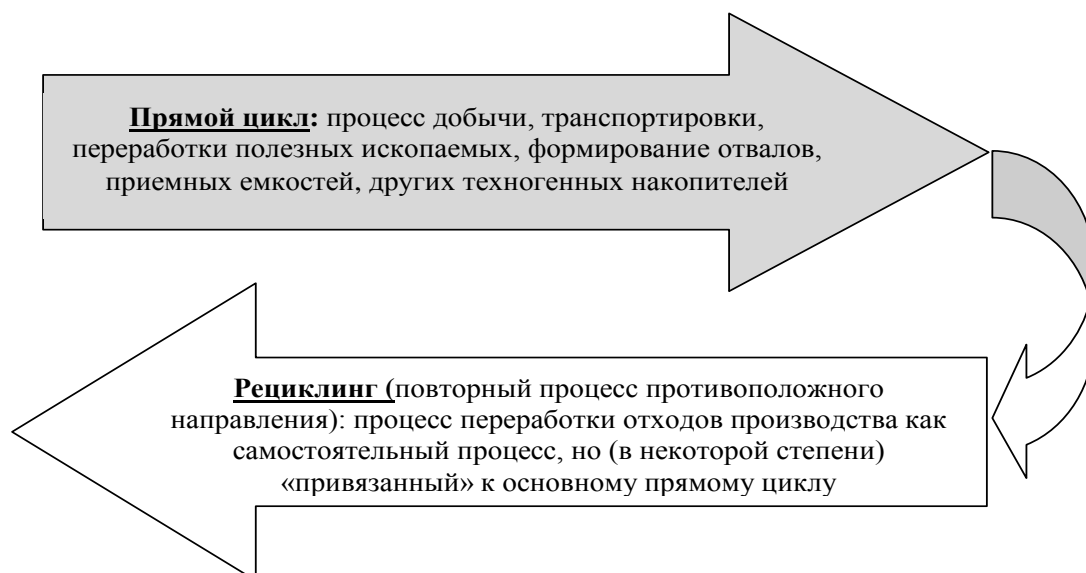 Прямой цикл: процесс добычи, транспортировки,
переработки полезных ископаемых, формирование отвалов,
приемных емкостей, других техногенных накопителей
Рециклинг (повторный процесс противоположного
направления): процесс переработки отходов производства как
самостоятельный процесс, но (в некоторой степени)
«привязанный» к основному прямому циклу